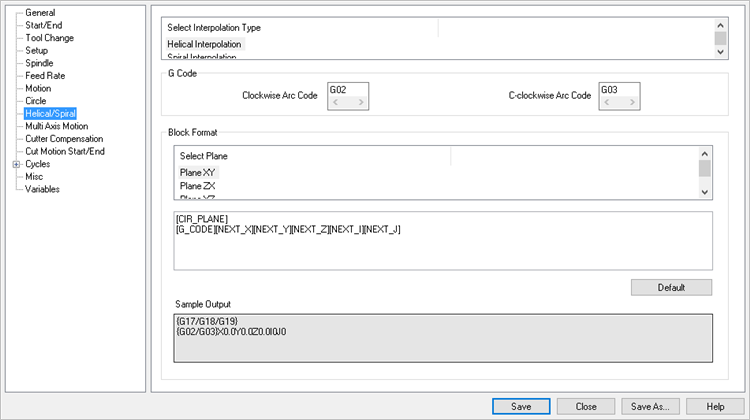 General
Start/End
Tool Change
Setup
Spindle
Feed Rate
Motion
Circle
Helical/Spiral
Multi Axis Motion
Cutter Compensation
Cut Motion Start/End
Cycles
Misc
Variables
Select Interpolation Type
Helical Interpolation
Spiral Interpolation
G Code
Clockwise Arc Code G02
C-clockwise Arc Code G03
Block Format
Select Plane
Plane XY
Plane ZX
Plane YZ
[CIR_PLANE]
[G_CODE][NEXT_X][NEXT_Y][NEXT_Z][NEXT_I][NEXT_J]
Default
Sample Output
{G17/G18/G19}
{G02/G03}X0.0Y0.0Z0.0I0J0
Save Close Save As... Help